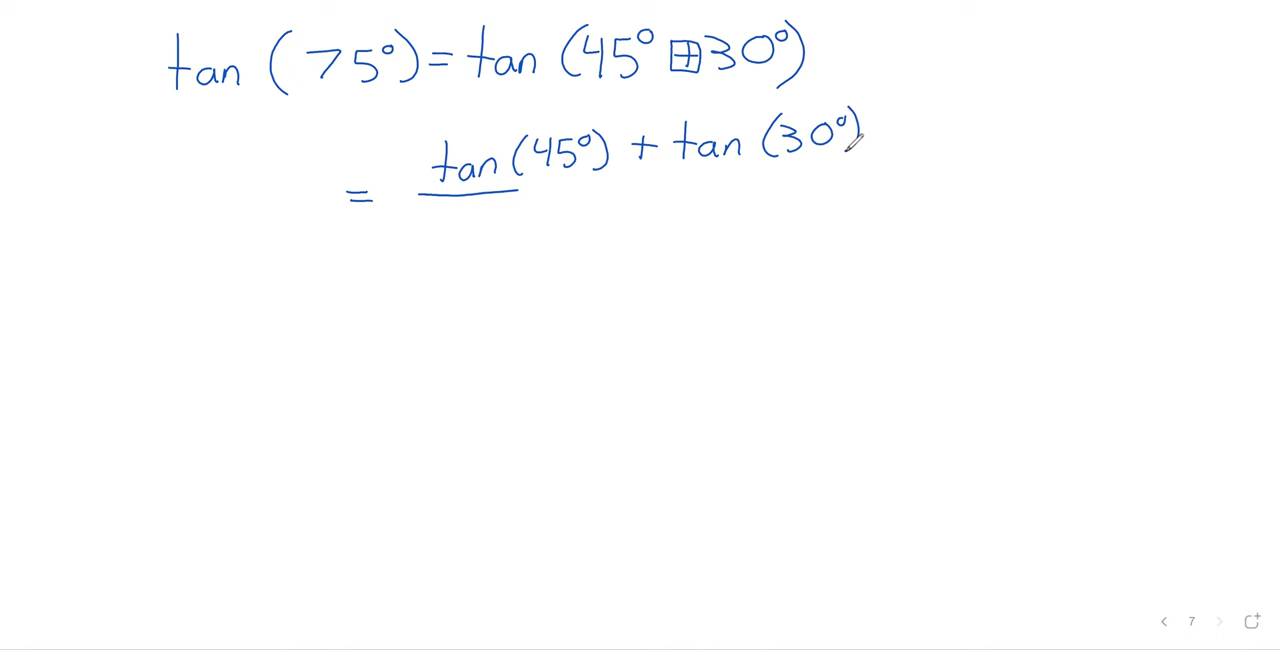 tan (75°) = tan (45° ⊞ 30°)
= tan (45°) + tan (30°)
< 7 >